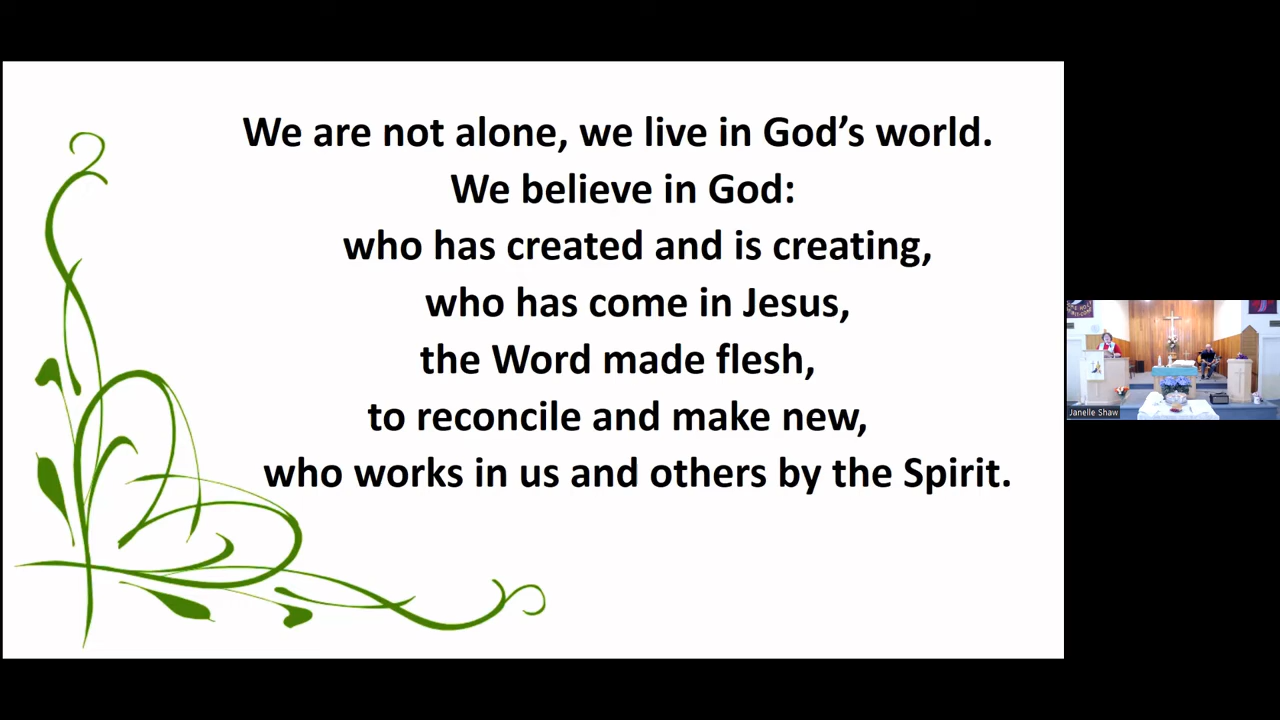 We are not alone, we live in God's world.
We believe in God:
who has created and is creating,
who has come in Jesus,
the Word made flesh,
to reconcile and make new,
who works in us and others by the Spirit.
Janelle Shaw